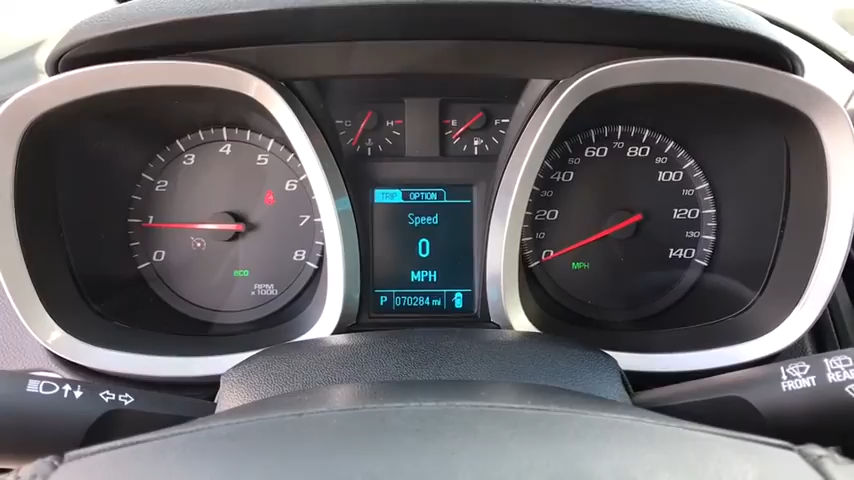 C H
E F
TRIP OPTION
Speed
0
MPH
P 070284 mi
0 1 2 3 4 5 6 7 8
eco
RPM
x1000
0 10 20 30 40 50 60 70 80 90 100 110 120 130 140
MPH
FRONT REAR